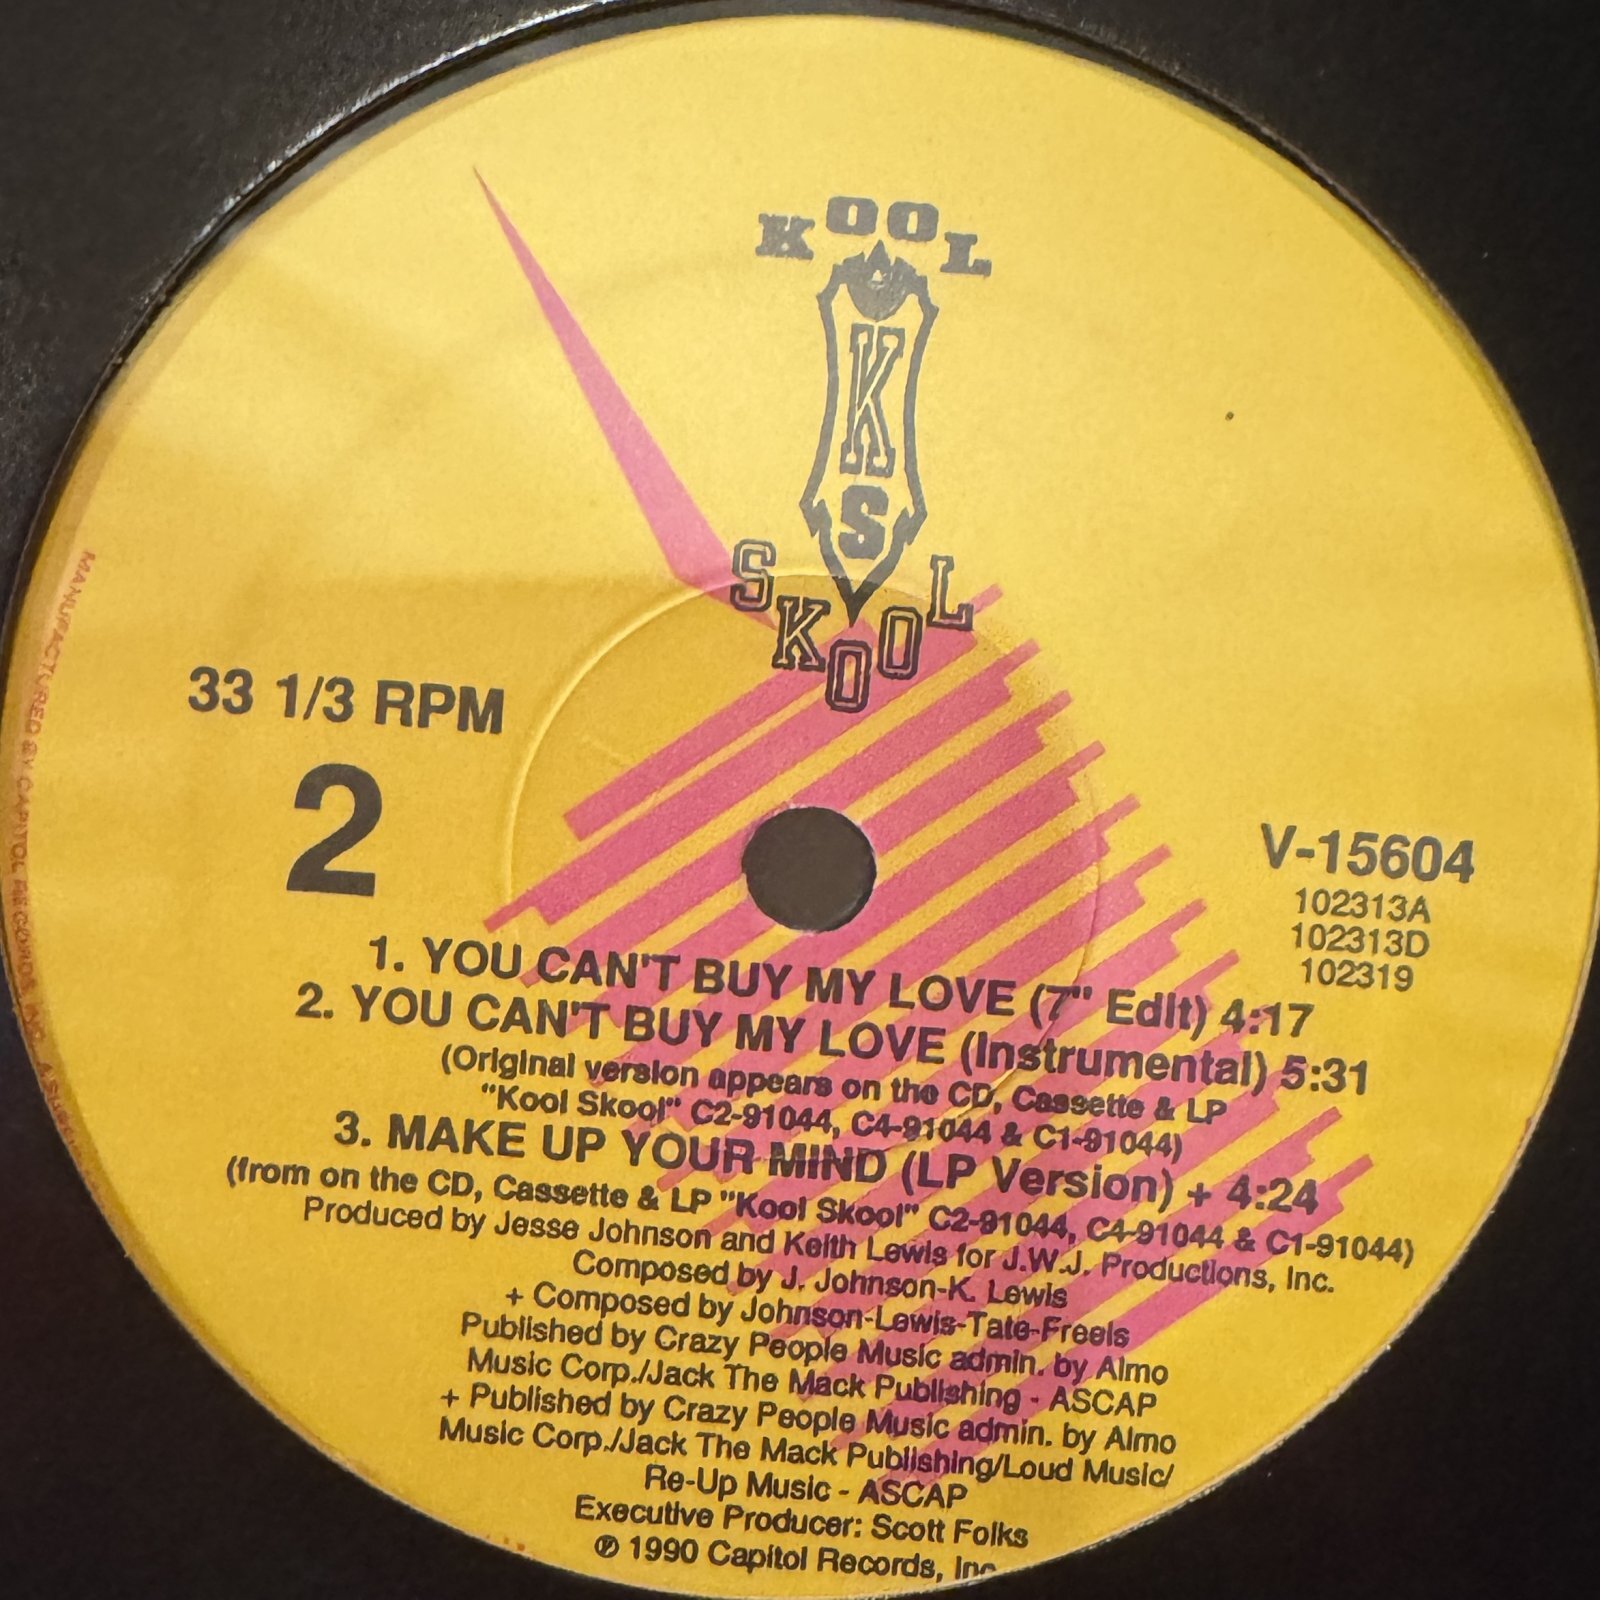 KOOL
K
S
SKOOL
33 1/3 RPM
2
V-15604
102313A
102313D
102319
1. YOU CAN'T BUY MY LOVE (7" Edit) 4:17
2. YOU CAN'T BUY MY LOVE (Instrumental) 5:31
(Original version appears on the CD, Cassette & LP
"Kool Skool" C2-91044, C4-91044 & C1-91044)
3. MAKE UP YOUR MIND (LP Version) + 4:24
(from on the CD, Cassette & LP "Kool Skool" C2-91044, C4-91044 & C1-91044)
Produced by Jesse Johnson and Keith Lewis for J.W.J. Productions, Inc.
Composed by J. Johnson-K. Lewis
+ Composed by Johnson-Lewis-Tate-Freels
Published by Crazy People Music admin. by Almo
Music Corp./Jack The Mack Publishing - ASCAP
+ Published by Crazy People Music admin. by Almo
Music Corp./Jack The Mack Publishing/Loud Music/
Re-Up Music - ASCAP
Executive Producer: Scott Folks
℗ 1990 Capitol Records, Inc
MANUFACTURED BY CAPITOL RECORDS, INC.